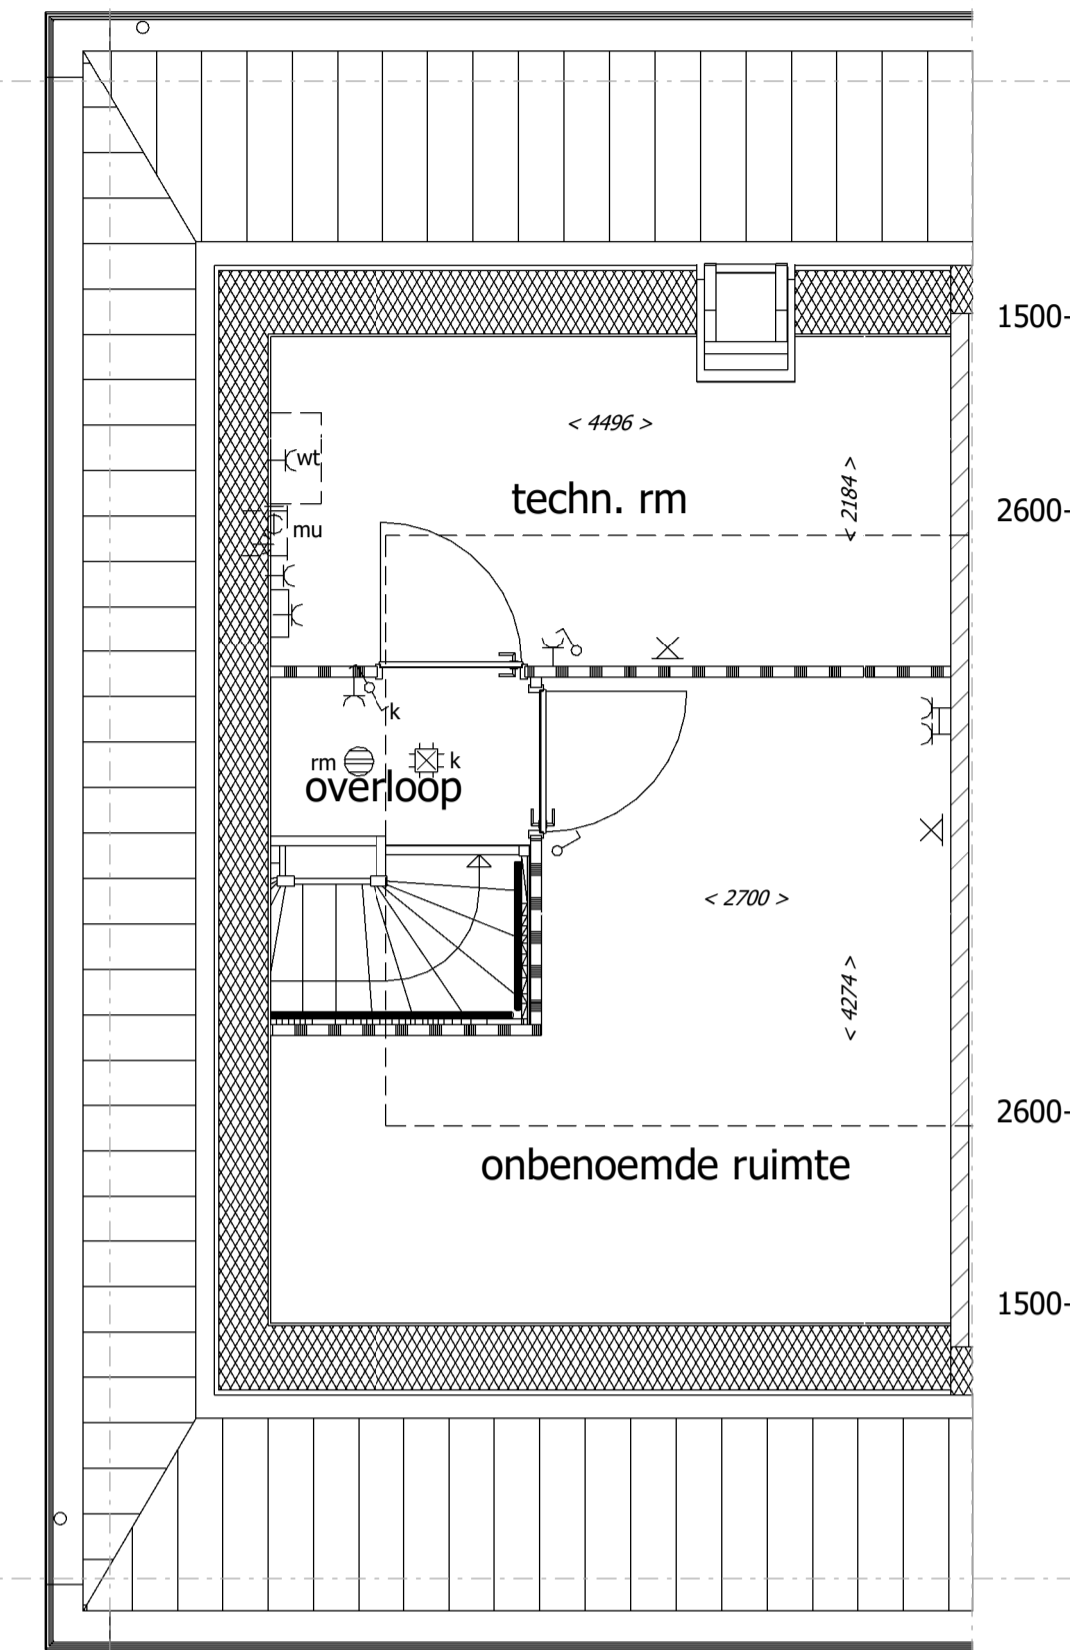 1500-
< 4496 >
wt
techn. rm
< 2184 >
2600-
mu
k
rm
k
overloop
< 2700 >
< 4274 >
2600-
onbenoemde ruimte
1500-